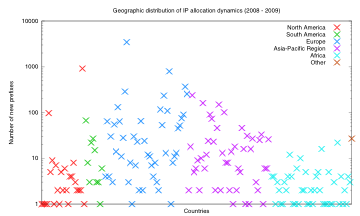 Geographic distribution of IP allocation dynamics (2008 - 2009)
10000
1000
100
10
1
Number of new prefixes
Countries
North America
South America
Europe
Asia-Pacific Region
Africa
Other